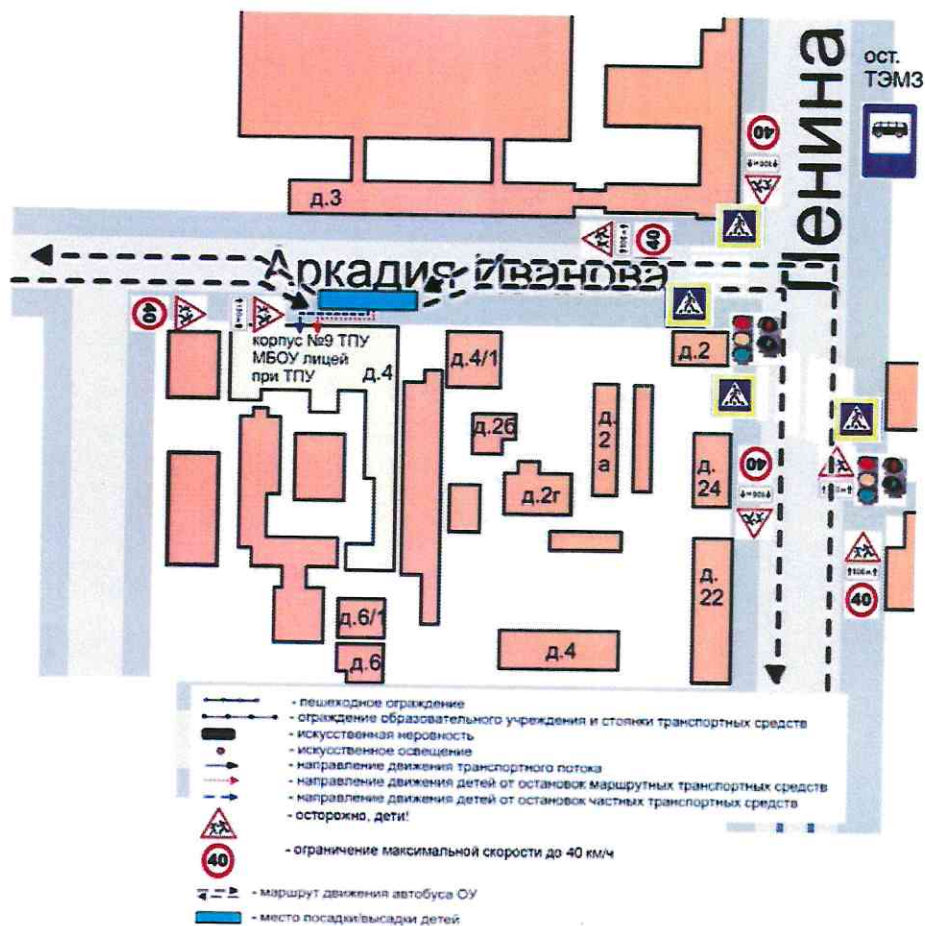 Ленина
ост.
ТЭМЗ
40
д.3
40
Аркадия Иванова
40
корпус №9 ТПУ
МБОУ лицей
при ТПУ
д.4
д.4/1
д.2
д.2б
д.
2
а
д.2г
40
д.
24
д.
22
40
д.6/1
д.6
д.4
- пешеходное ограждение
- ограждение образовательного учреждения и стоянки транспортных средств
- искусственная неровность
- искусственное освещение
- направление движения транспортного потока
- направление движения детей от остановок маршрутных транспортных средств
- направление движения детей от остановок частных транспортных средств
- осторожно, дети!
40 - ограничение максимальной скорости до 40 км/ч
- маршрут движения автобуса ОУ
- место посадки/высадки детей